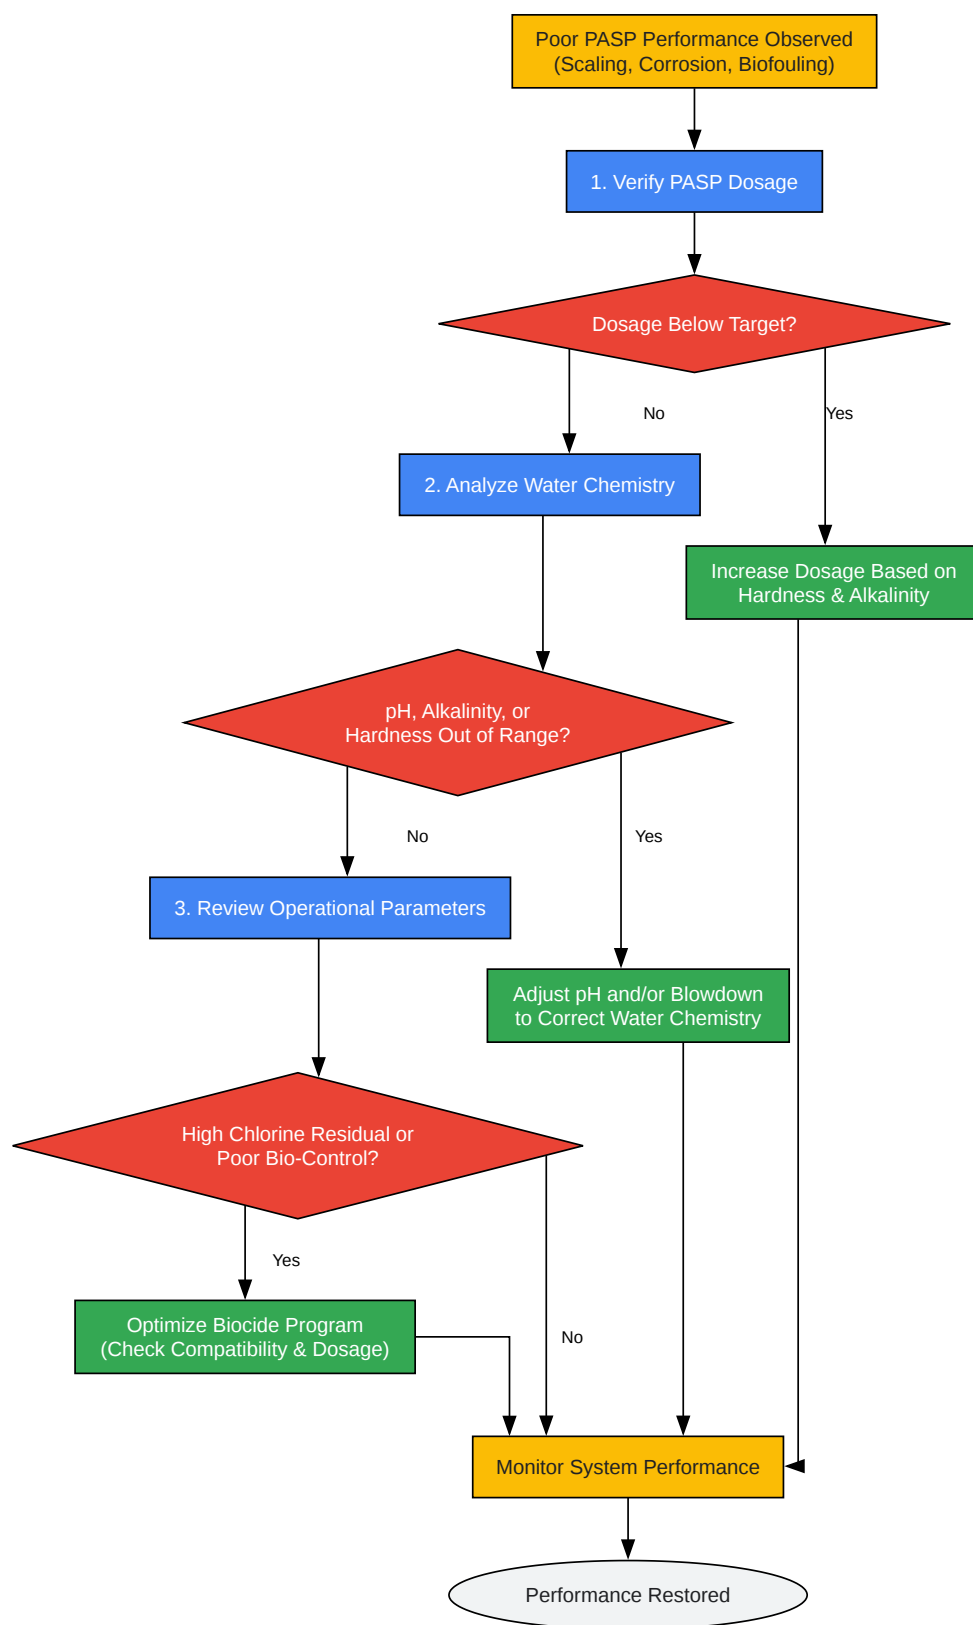 Poor PASP Performance Observed
(Scaling, Corrosion, Biofouling)
1. Verify PASP Dosage
Dosage Below Target?
No
Yes
2. Analyze Water Chemistry
Increase Dosage Based on
Hardness & Alkalinity
pH, Alkalinity, or
Hardness Out of Range?
No
Yes
3. Review Operational Parameters
Adjust pH and/or Blowdown
to Correct Water Chemistry
High Chlorine Residual or
Poor Bio-Control?
Yes
Optimize Biocide Program
(Check Compatibility & Dosage)
No
Monitor System Performance
Performance Restored